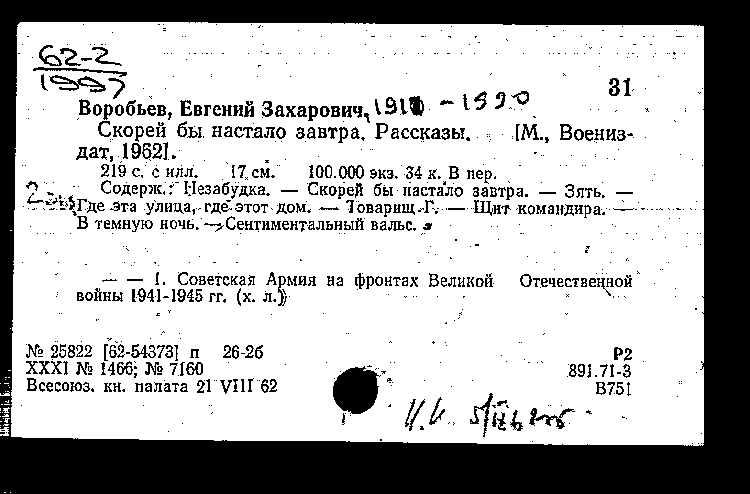 62-2
1997
31
Воробьев, Евгений Захарович, 1910 - 1990
Скорей бы настало завтра. Рассказы. [М., Воениз-
дат, 1962].
219 с. с илл. 17 см. 100.000 экз. 34 к. В пер.
Содерж.: Незабудка. — Скорей бы настало завтра. — Зять. —
Где эта улица, где этот дом. — Товарищ Г. — Щит командира. —
В темную ночь. — Сентиментальный вальс.
— — 1. Советская Армия на фронтах Великой Отечественной
войны 1941-1945 гг. (х. л.)
№ 25822 [62-54373] п 26-2б Р2
XXXI № 1466; № 7160 891.71-3
Всесоюз. кн. палата 21 VIII 62 В751